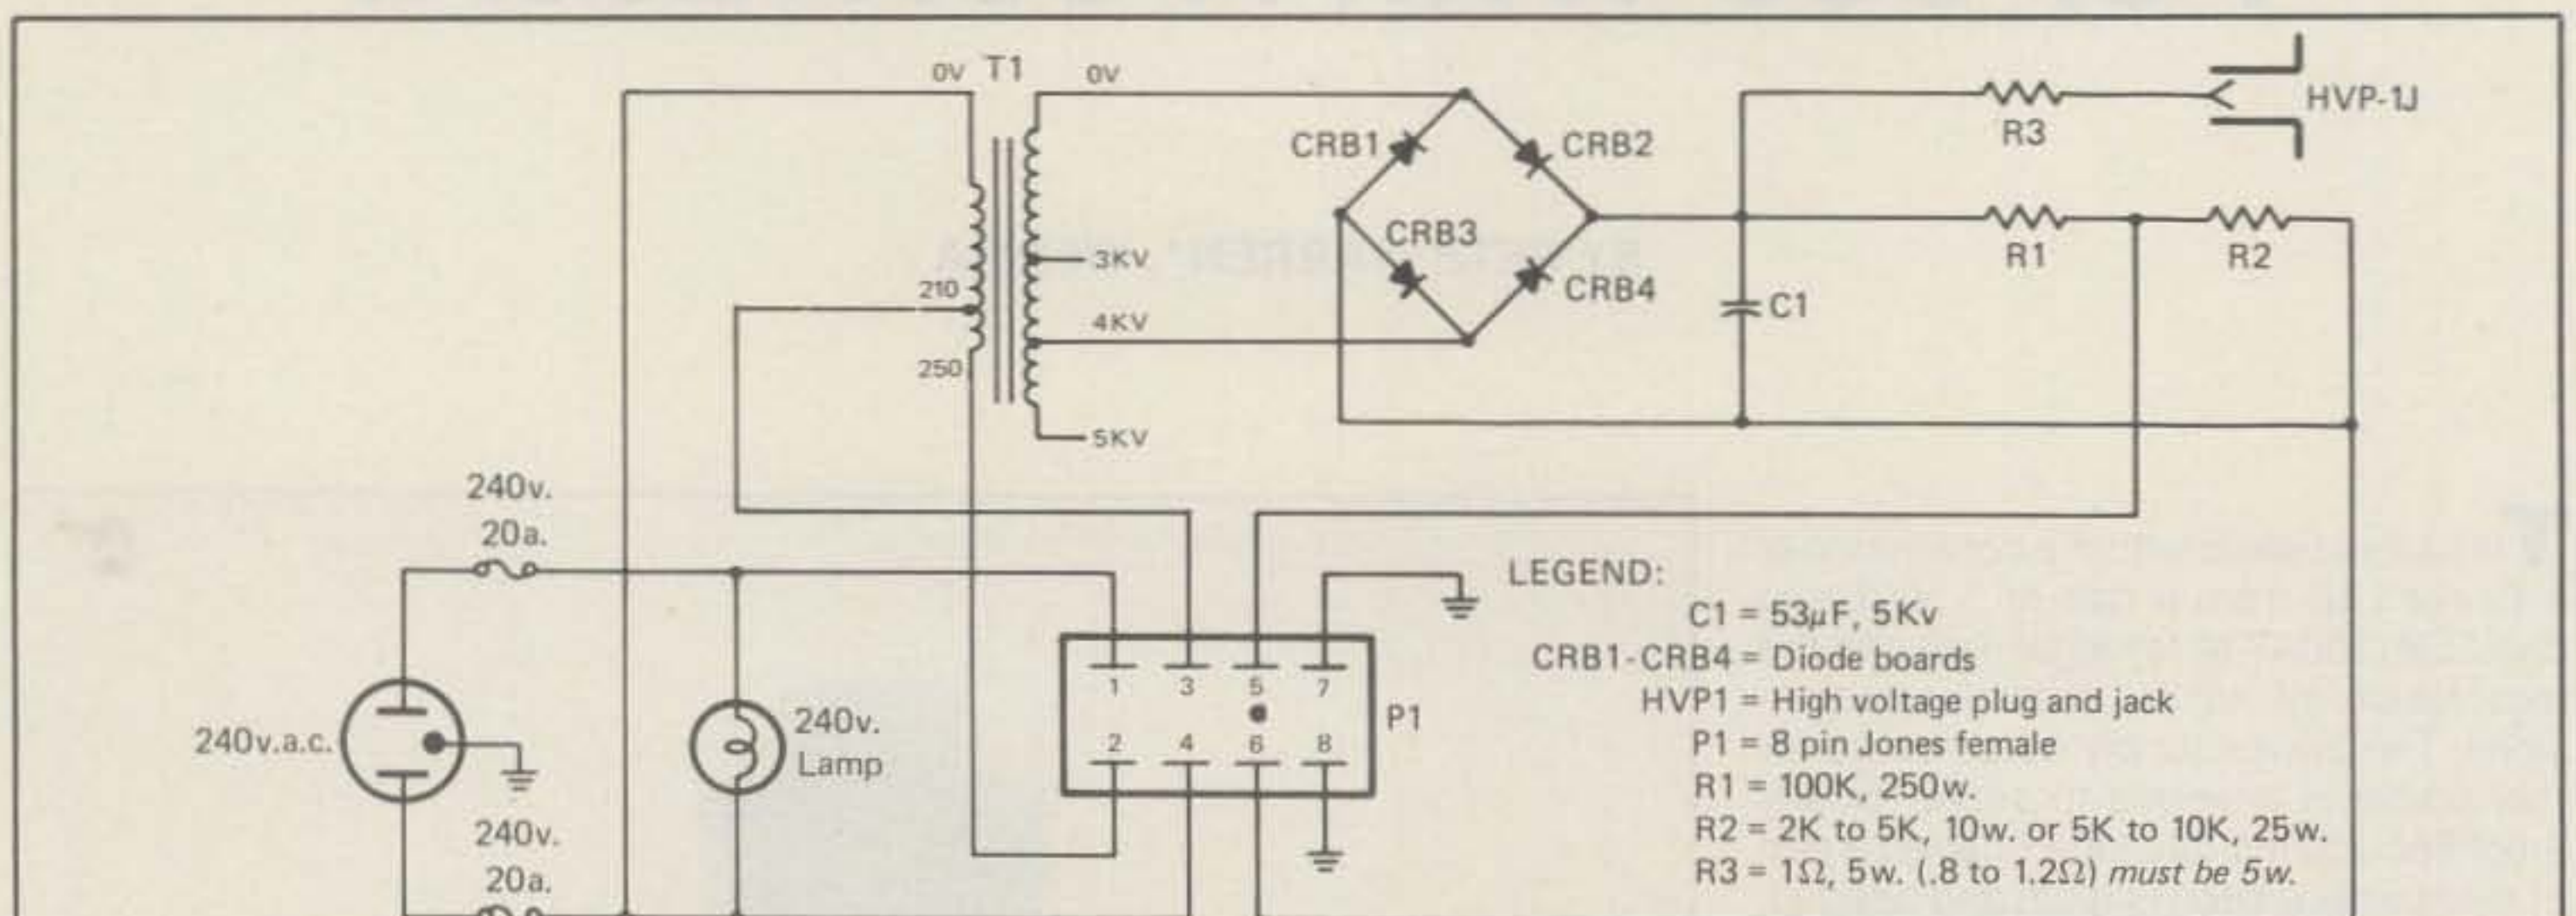 0V T1 0V
HVP-1J
R3
CRB1 CRB2
CRB3
CRB4
3KV
R1 R2
210
4KV
C1
250
5KV
240v.
20a.
LEGEND:
C1 = 53µF, 5Kv
CRB1-CRB4 = Diode boards
HVP1 = High voltage plug and jack
P1 = 8 pin Jones female
R1 = 100K, 250w.
R2 = 2K to 5K, 10w. or 5K to 10K, 25w.
R3 = 1Ω, 5w. (.8 to 1.2Ω) must be 5w.
1 3 5 7
P1
2 4 6 8
240v.a.c.
240v.
Lamp
240v.
20a.